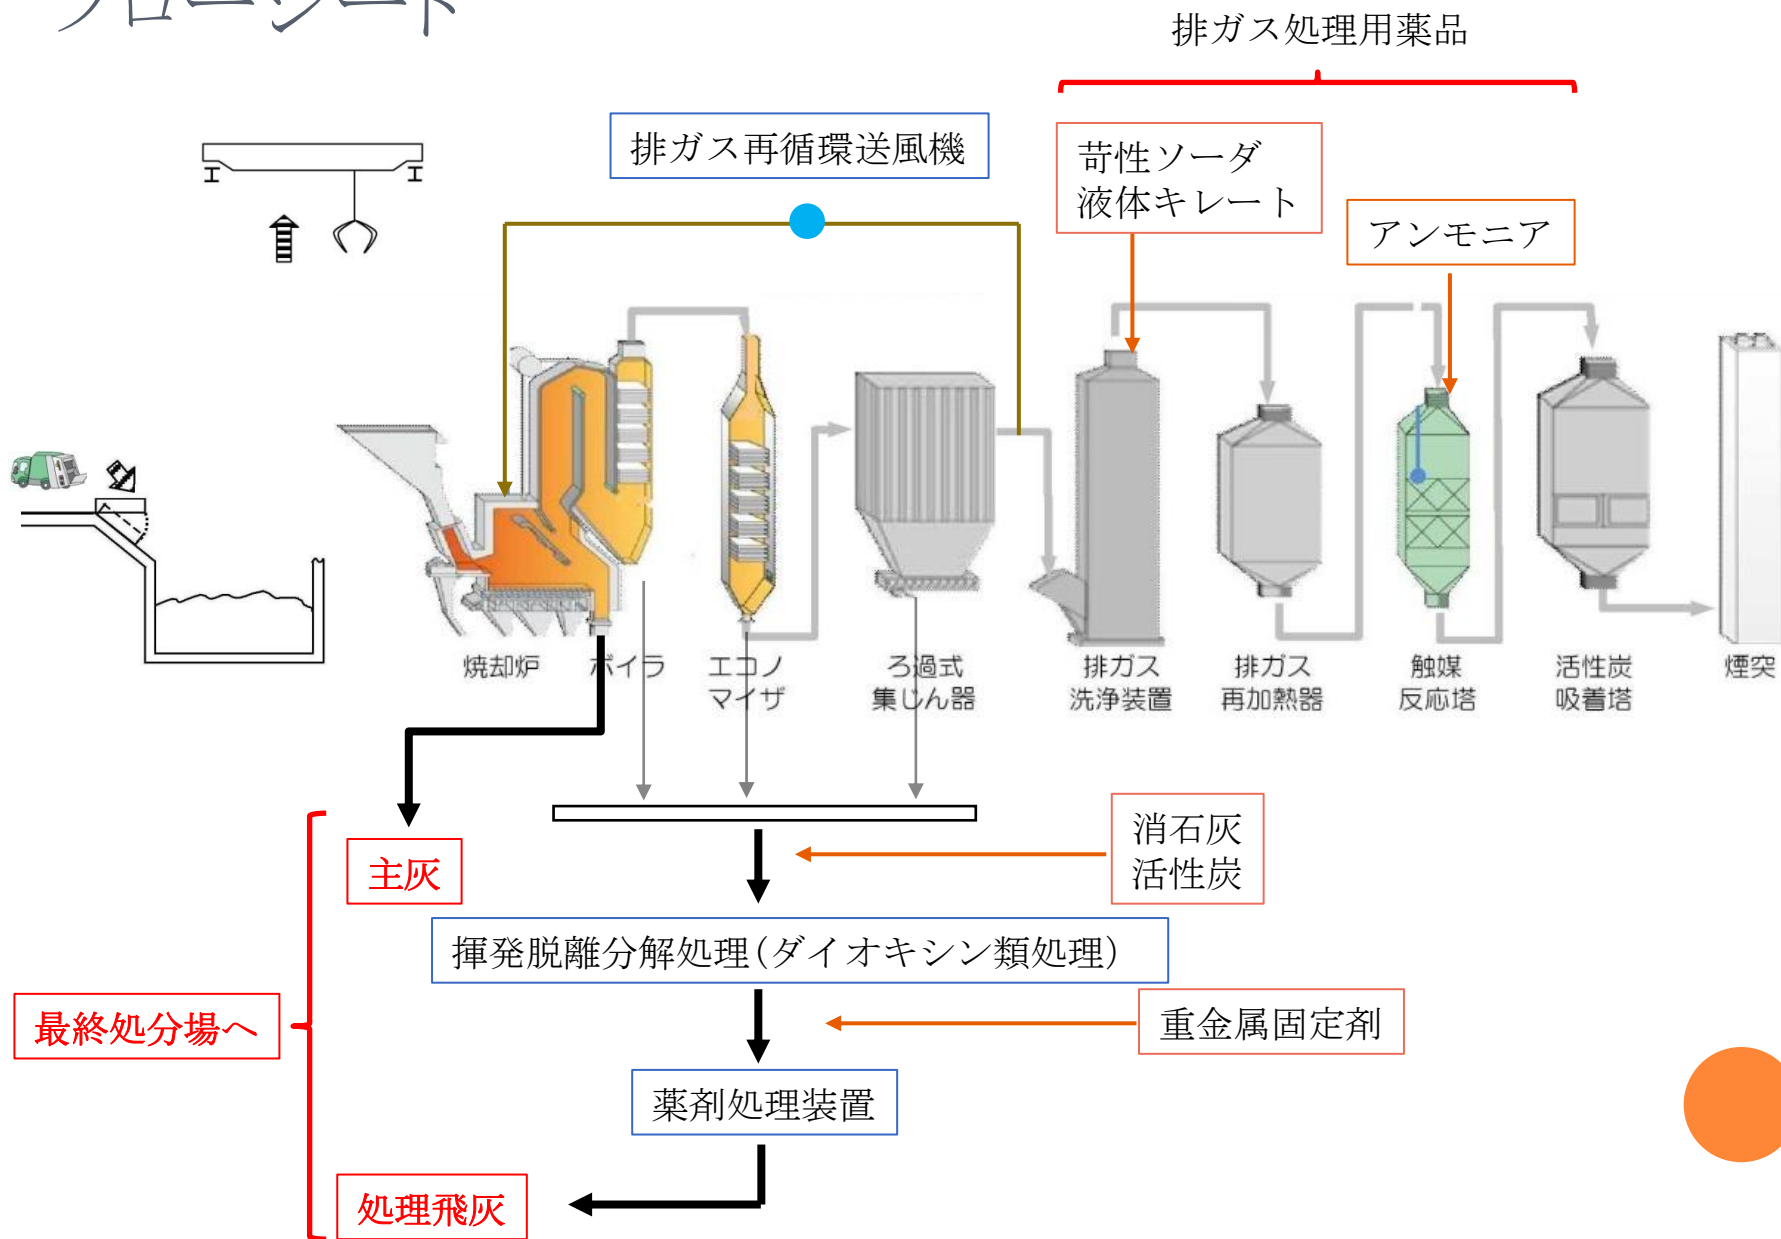 フローシート
排ガス処理用薬品
排ガス再循環送風機
苛性ソーダ
液体キレート
アンモニア
焼却炉
ボイラ
エコノ
マイザ
ろ過式
集じん器
排ガス
洗浄装置
排ガス
再加熱器
触媒
反応塔
活性炭
吸着塔
煙突
主灰
消石灰
活性炭
揮発脱離分解処理(ダイオキシン類処理)
最終処分場へ
重金属固定剤
薬剤処理装置
処理飛灰